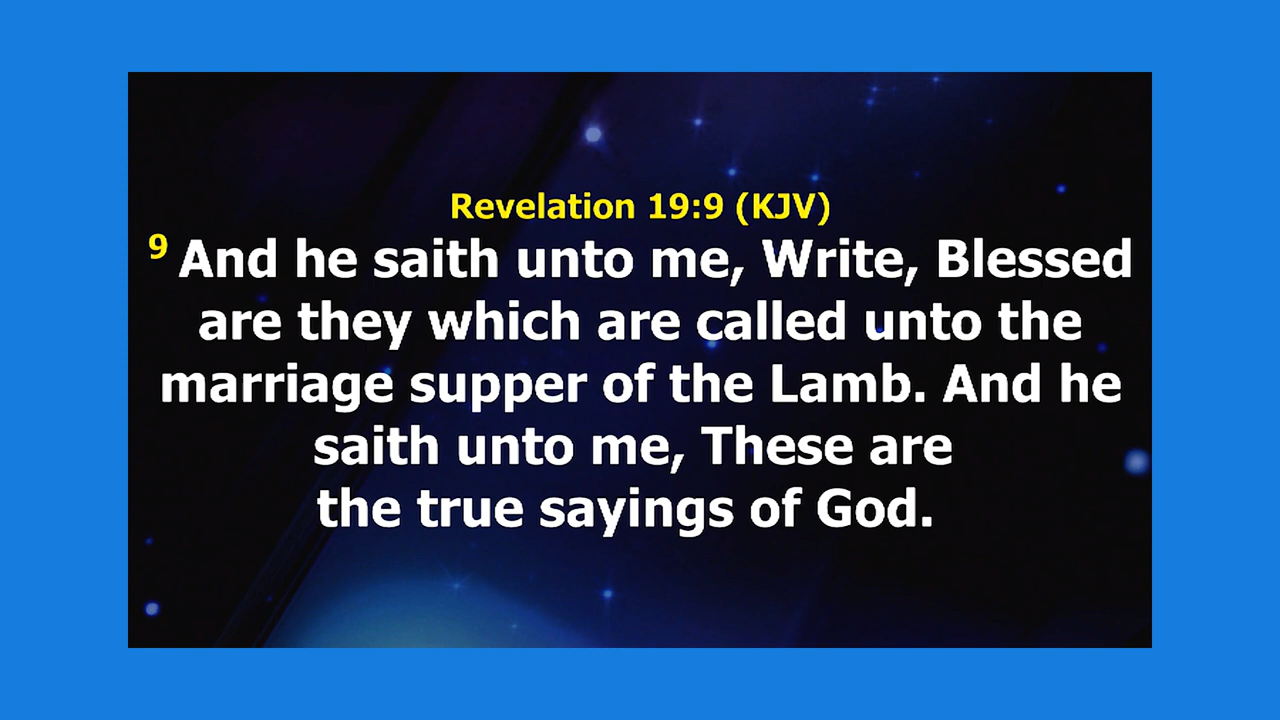 Revelation 19:9 (KJV)
9 And he saith unto me, Write, Blessed
are they which are called unto the
marriage supper of the Lamb. And he
saith unto me, These are
the true sayings of God.